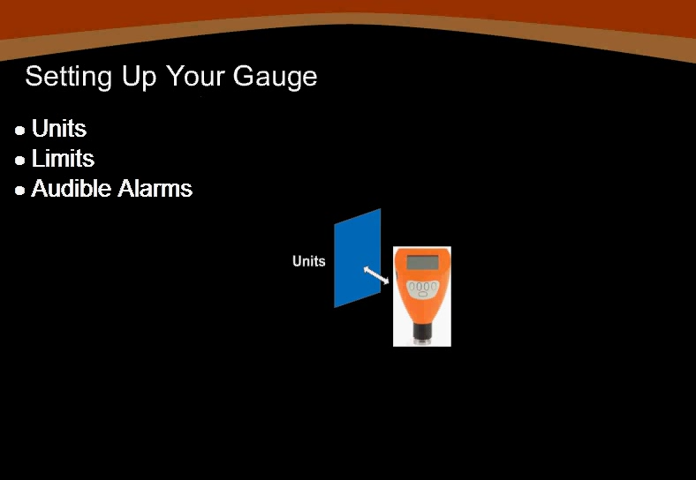 Setting Up Your Gauge
● Units
● Limits
● Audible Alarms
Units